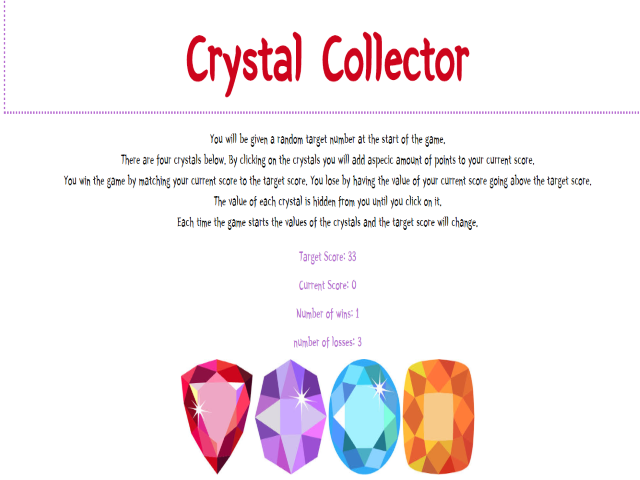 Crystal Collector
You will be given a random target number at the start of the game.
There are four crystals below. By clicking on the crystals you will add aspecic amount of points to your current score.
You win the game by matching your current score to the target score. You lose by having the value of your current score going above the target score.
The value of each crystal is hidden from you until you click on it.
Each time the game starts the values of the crystals and the target score will change.
Target Score: 33
Current Score: 0
Number of wins: 1
number of losses: 3